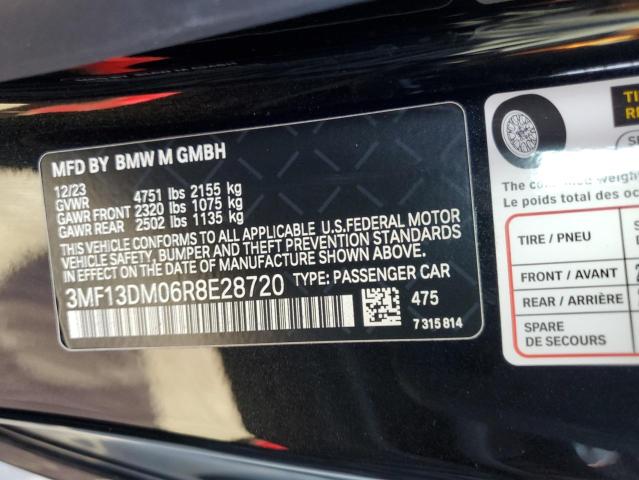 MFD BY BMW M GMBH
12/23
GVWR 4751 lbs 2155 kg
GAWR FRONT 2320 lbs 1075 kg
GAWR REAR 2502 lbs 1135 kg
THIS VEHICLE CONFORMS TO ALL APPLICABLE U.S.FEDERAL MOTOR
VEHICLE SAFETY, BUMPER AND THEFT PREVENTION STANDARDS
IN EFFECT ON THE DATE OF MANUFACTURE SHOWN ABOVE.
3MF13DM06R8E28720 TYPE: PASSENGER CAR
475
7 315 814
The weight of
Le poids total des
TIRE / PNEU
FRONT / AVANT
REAR / ARRIÈRE
SPARE
DE SECOURS